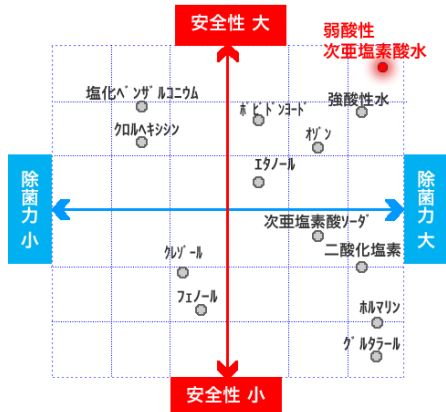 安全性 大
弱酸性
次亜塩素酸水
塩化ﾍﾞﾝｻﾞﾙｺﾆｳﾑ
ﾎﾟﾋﾞﾄﾞﾝﾖｰﾄﾞ
強酸性水
ｸﾛﾙﾍｷｼｼﾞﾝ
ｵｿﾞﾝ
ｴﾀﾉｰﾙ
除菌力 小
除菌力 大
次亜塩素酸ｿｰﾀﾞ
二酸化塩素
ｸﾚｿﾞｰﾙ
ﾌｪﾉｰﾙ
ﾎﾙﾏﾘﾝ
ｸﾞﾙﾀﾗｰﾙ
安全性 小